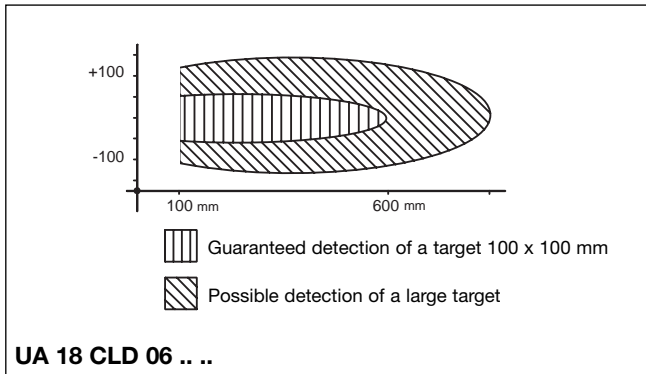 +100
-100
100 mm
600 mm
Guaranteed detection of a target 100 x 100 mm
Possible detection of a large target
UA 18 CLD 06 .. ..